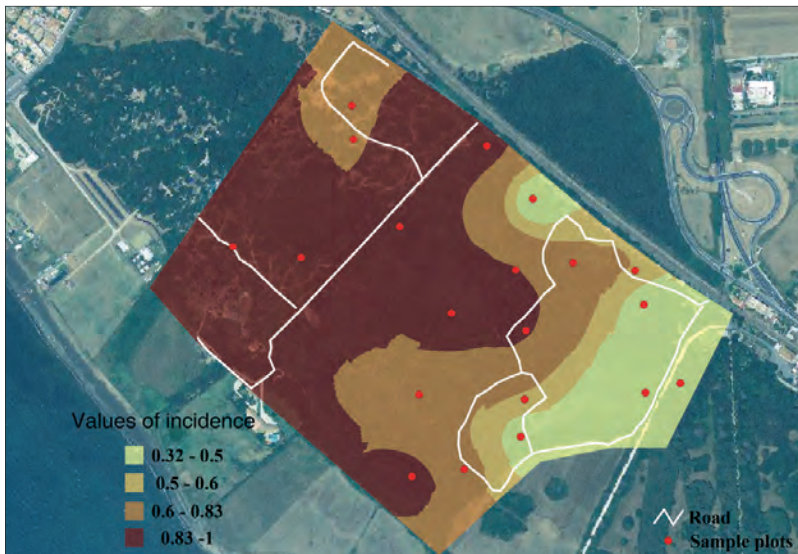 Values of incidence
0.32 - 0.5
0.5 - 0.6
0.6 - 0.83
0.83 -1
Road
Sample plots